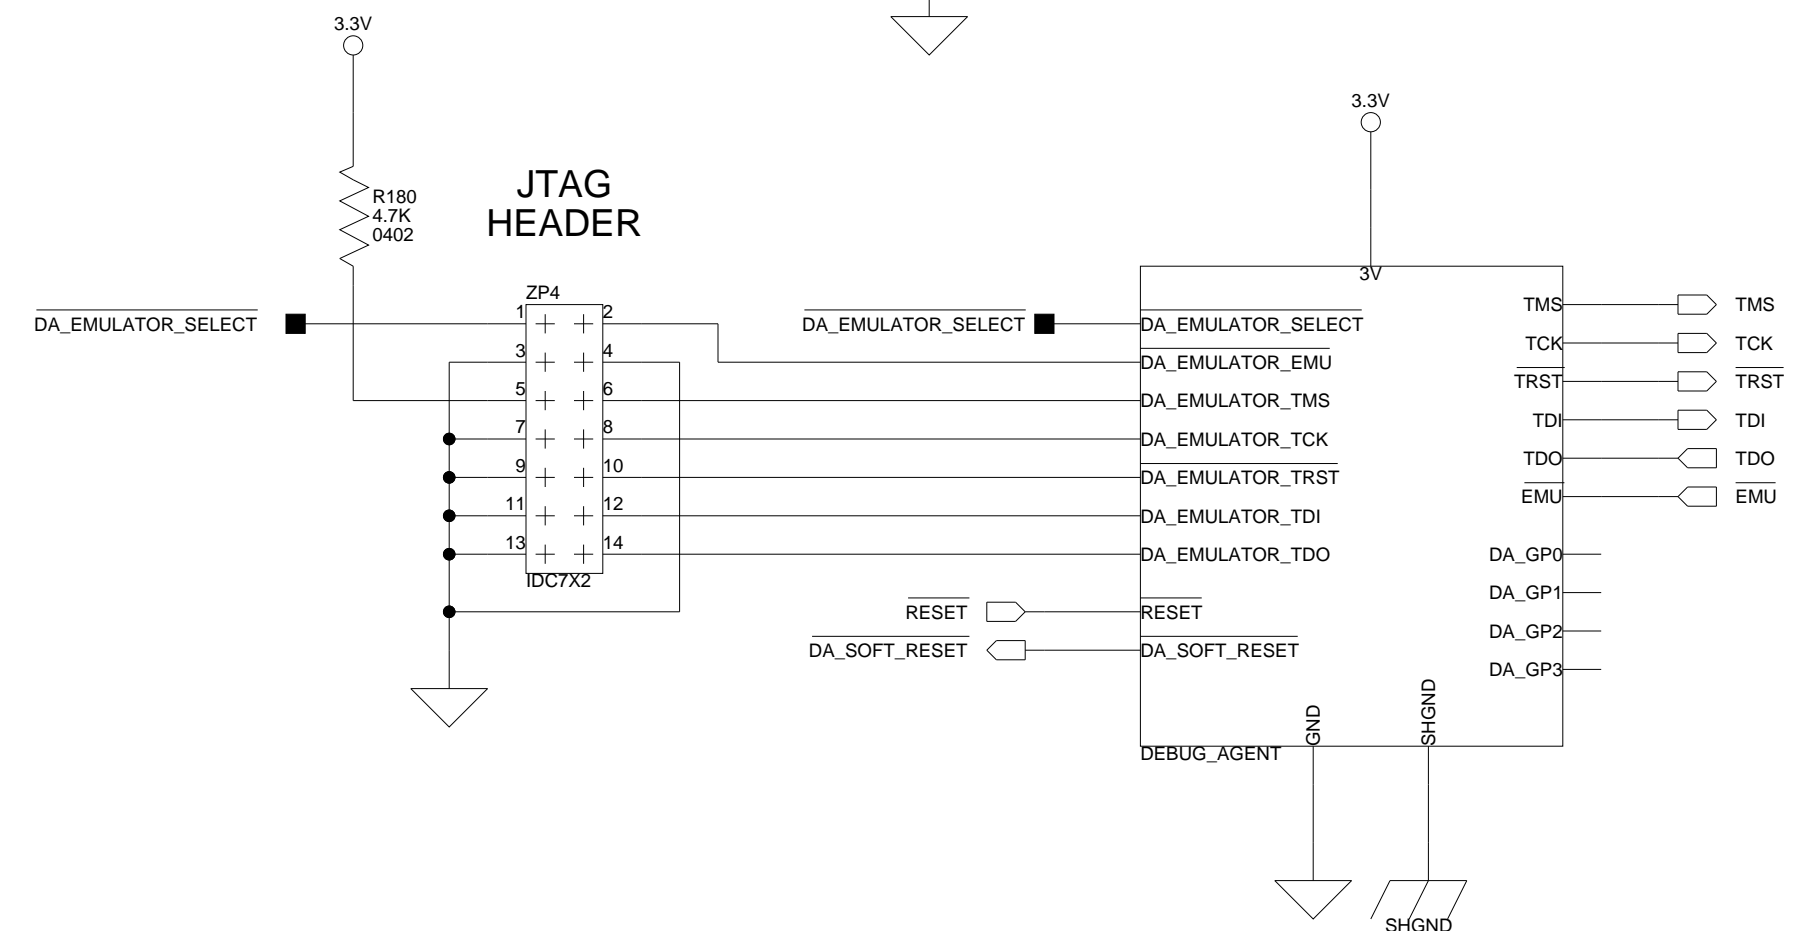 3.3V
3.3V
R180
4.7K
0402
JTAG
HEADER
3V
ZP4
DA_EMULATOR_SELECT
1
2
3
4
5
6
7
8
9
10
11
12
13
14
IDC7X2
DA_EMULATOR_SELECT
DA_EMULATOR_SELECT
DA_EMULATOR_EMU
DA_EMULATOR_TMS
DA_EMULATOR_TCK
DA_EMULATOR_TRST
DA_EMULATOR_TDI
DA_EMULATOR_TDO
RESET
RESET
DA_SOFT_RESET
DA_SOFT_RESET
TMS
TMS
TCK
TCK
TRST
TRST
TDI
TDI
TDO
TDO
EMU
EMU
DA_GP0
DA_GP1
DA_GP2
DA_GP3
GND
SHGND
DEBUG_AGENT
SHGND